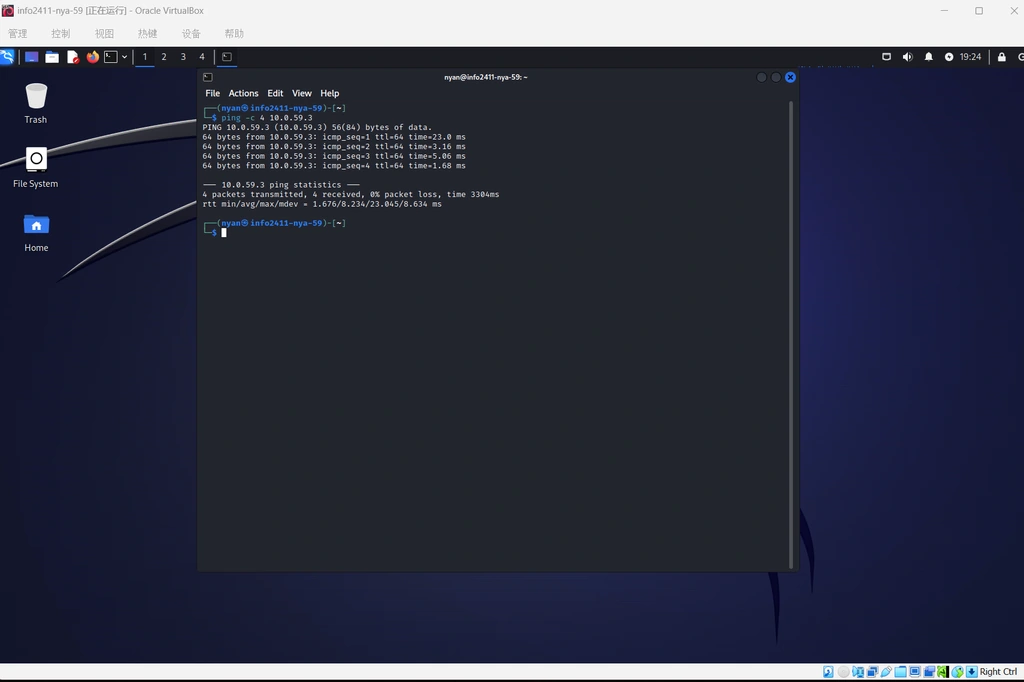 info2411-nya-59 [正在运行] - Oracle VirtualBox
管理 控制 视图 热键 设备 帮助
1 2 3 4 19:24
nyan@info2411-nya-59: ~
File Actions Edit View Help
Trash
File System
Home
┌──(nyan㉿info2411-nya-59)-[~]
└─$ ping -c 4 10.0.59.3
PING 10.0.59.3 (10.0.59.3) 56(84) bytes of data.
64 bytes from 10.0.59.3: icmp_seq=1 ttl=64 time=23.0 ms
64 bytes from 10.0.59.3: icmp_seq=2 ttl=64 time=3.16 ms
64 bytes from 10.0.59.3: icmp_seq=3 ttl=64 time=5.06 ms
64 bytes from 10.0.59.3: icmp_seq=4 ttl=64 time=1.68 ms
--- 10.0.59.3 ping statistics ---
4 packets transmitted, 4 received, 0% packet loss, time 3304ms
rtt min/avg/max/mdev = 1.676/8.234/23.045/8.634 ms
┌──(nyan㉿info2411-nya-59)-[~]
└─$
Right Ctrl